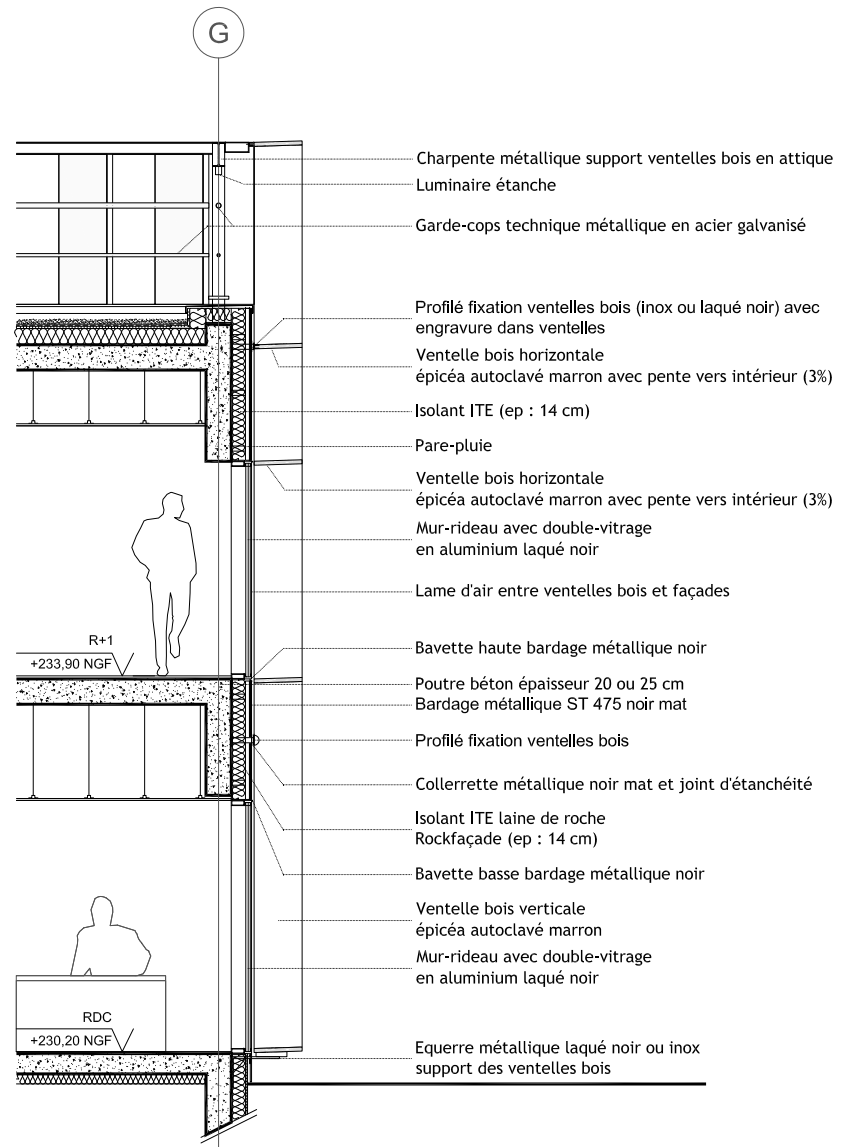 G
Charpente métallique support ventelles bois en attique
Luminaire étanche
Garde-cops technique métallique en acier galvanisé
Profilé fixation ventelles bois (inox ou laqué noir) avec
engravure dans ventelles
Ventelle bois horizontale
épicéa autoclavé marron avec pente vers intérieur (3%)
Isolant ITE (ep : 14 cm)
Pare-pluie
Ventelle bois horizontale
épicéa autoclavé marron avec pente vers intérieur (3%)
Mur-rideau avec double-vitrage
en aluminium laqué noir
Lame d'air entre ventelles bois et façades
R+1
+233,90 NGF
Bavette haute bardage métallique noir
Poutre béton épaisseur 20 ou 25 cm
Bardage métallique ST 475 noir mat
Profilé fixation ventelles bois
Collerrette métallique noir mat et joint d'étanchéité
Isolant ITE laine de roche
Rockfaçade (ep : 14 cm)
Bavette basse bardage métallique noir
Ventelle bois verticale
épicéa autoclavé marron
Mur-rideau avec double-vitrage
en aluminium laqué noir
RDC
+230,20 NGF
Equerre métallique laqué noir ou inox
support des ventelles bois